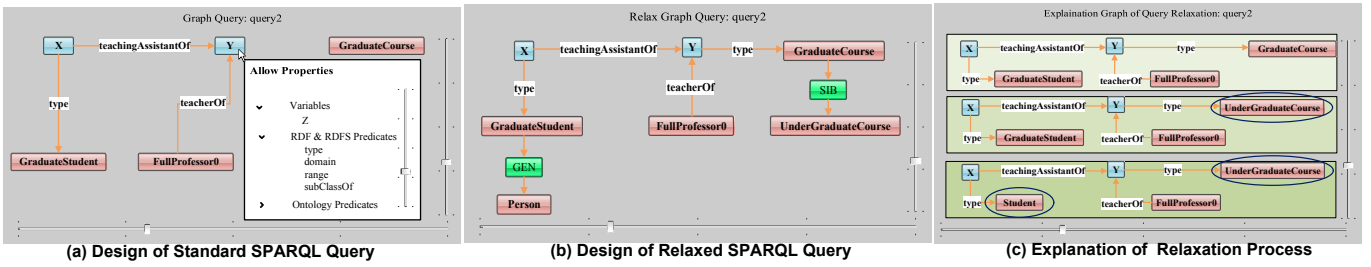 Graph Query: query2
X
teachingAssistantOf
Y
GraduateCourse
Allow Properties
Variables
Z
RDF & RDFS Predicates
type
domain
range
subClassOf
Ontology Predicates
type
teacherOf
GraduateStudent
FullProfessor0
(a) Design of Standard SPARQL Query
Relax Graph Query: query2
X
teachingAssistantOf
Y
type
GraduateCourse
type
teacherOf
SIB
GraduateStudent
FullProfessor0
UnderGraduateCourse
GEN
Person
(b) Design of Relaxed SPARQL Query
Explaination Graph of Query Relaxation: query2
X
teachingAssistantOf
Y
type
GraduateCourse
type
GraduateStudent
teacherOf
FullProfessor0
X
teachingAssistantOf
Y
type
UnderGraduateCourse
type
GraduateStudent
teacherOf
FullProfessor0
X
teachingAssistantOf
Y
type
UnderGraduateCourse
type
Student
teacherOf
FullProfessor0
(c) Explanation of Relaxation Process